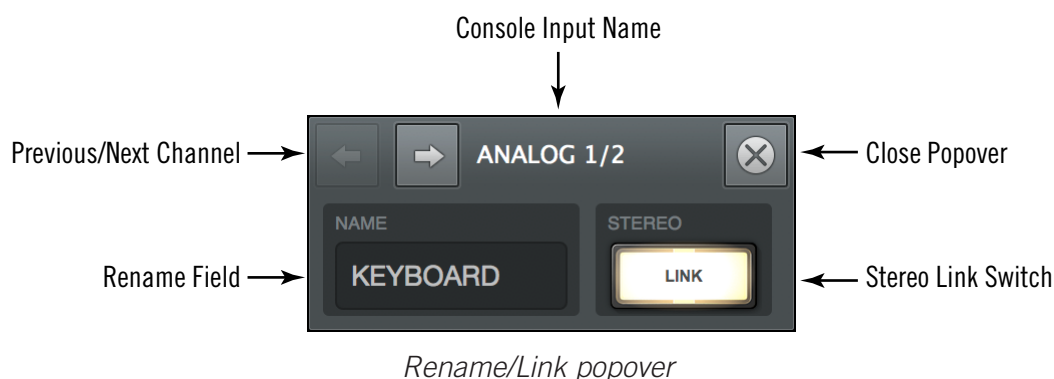 Console Input Name
Previous/Next Channel
ANALOG 1/2
Close Popover
NAME
STEREO
Rename Field
KEYBOARD
LINK
Stereo Link Switch
Rename/Link popover